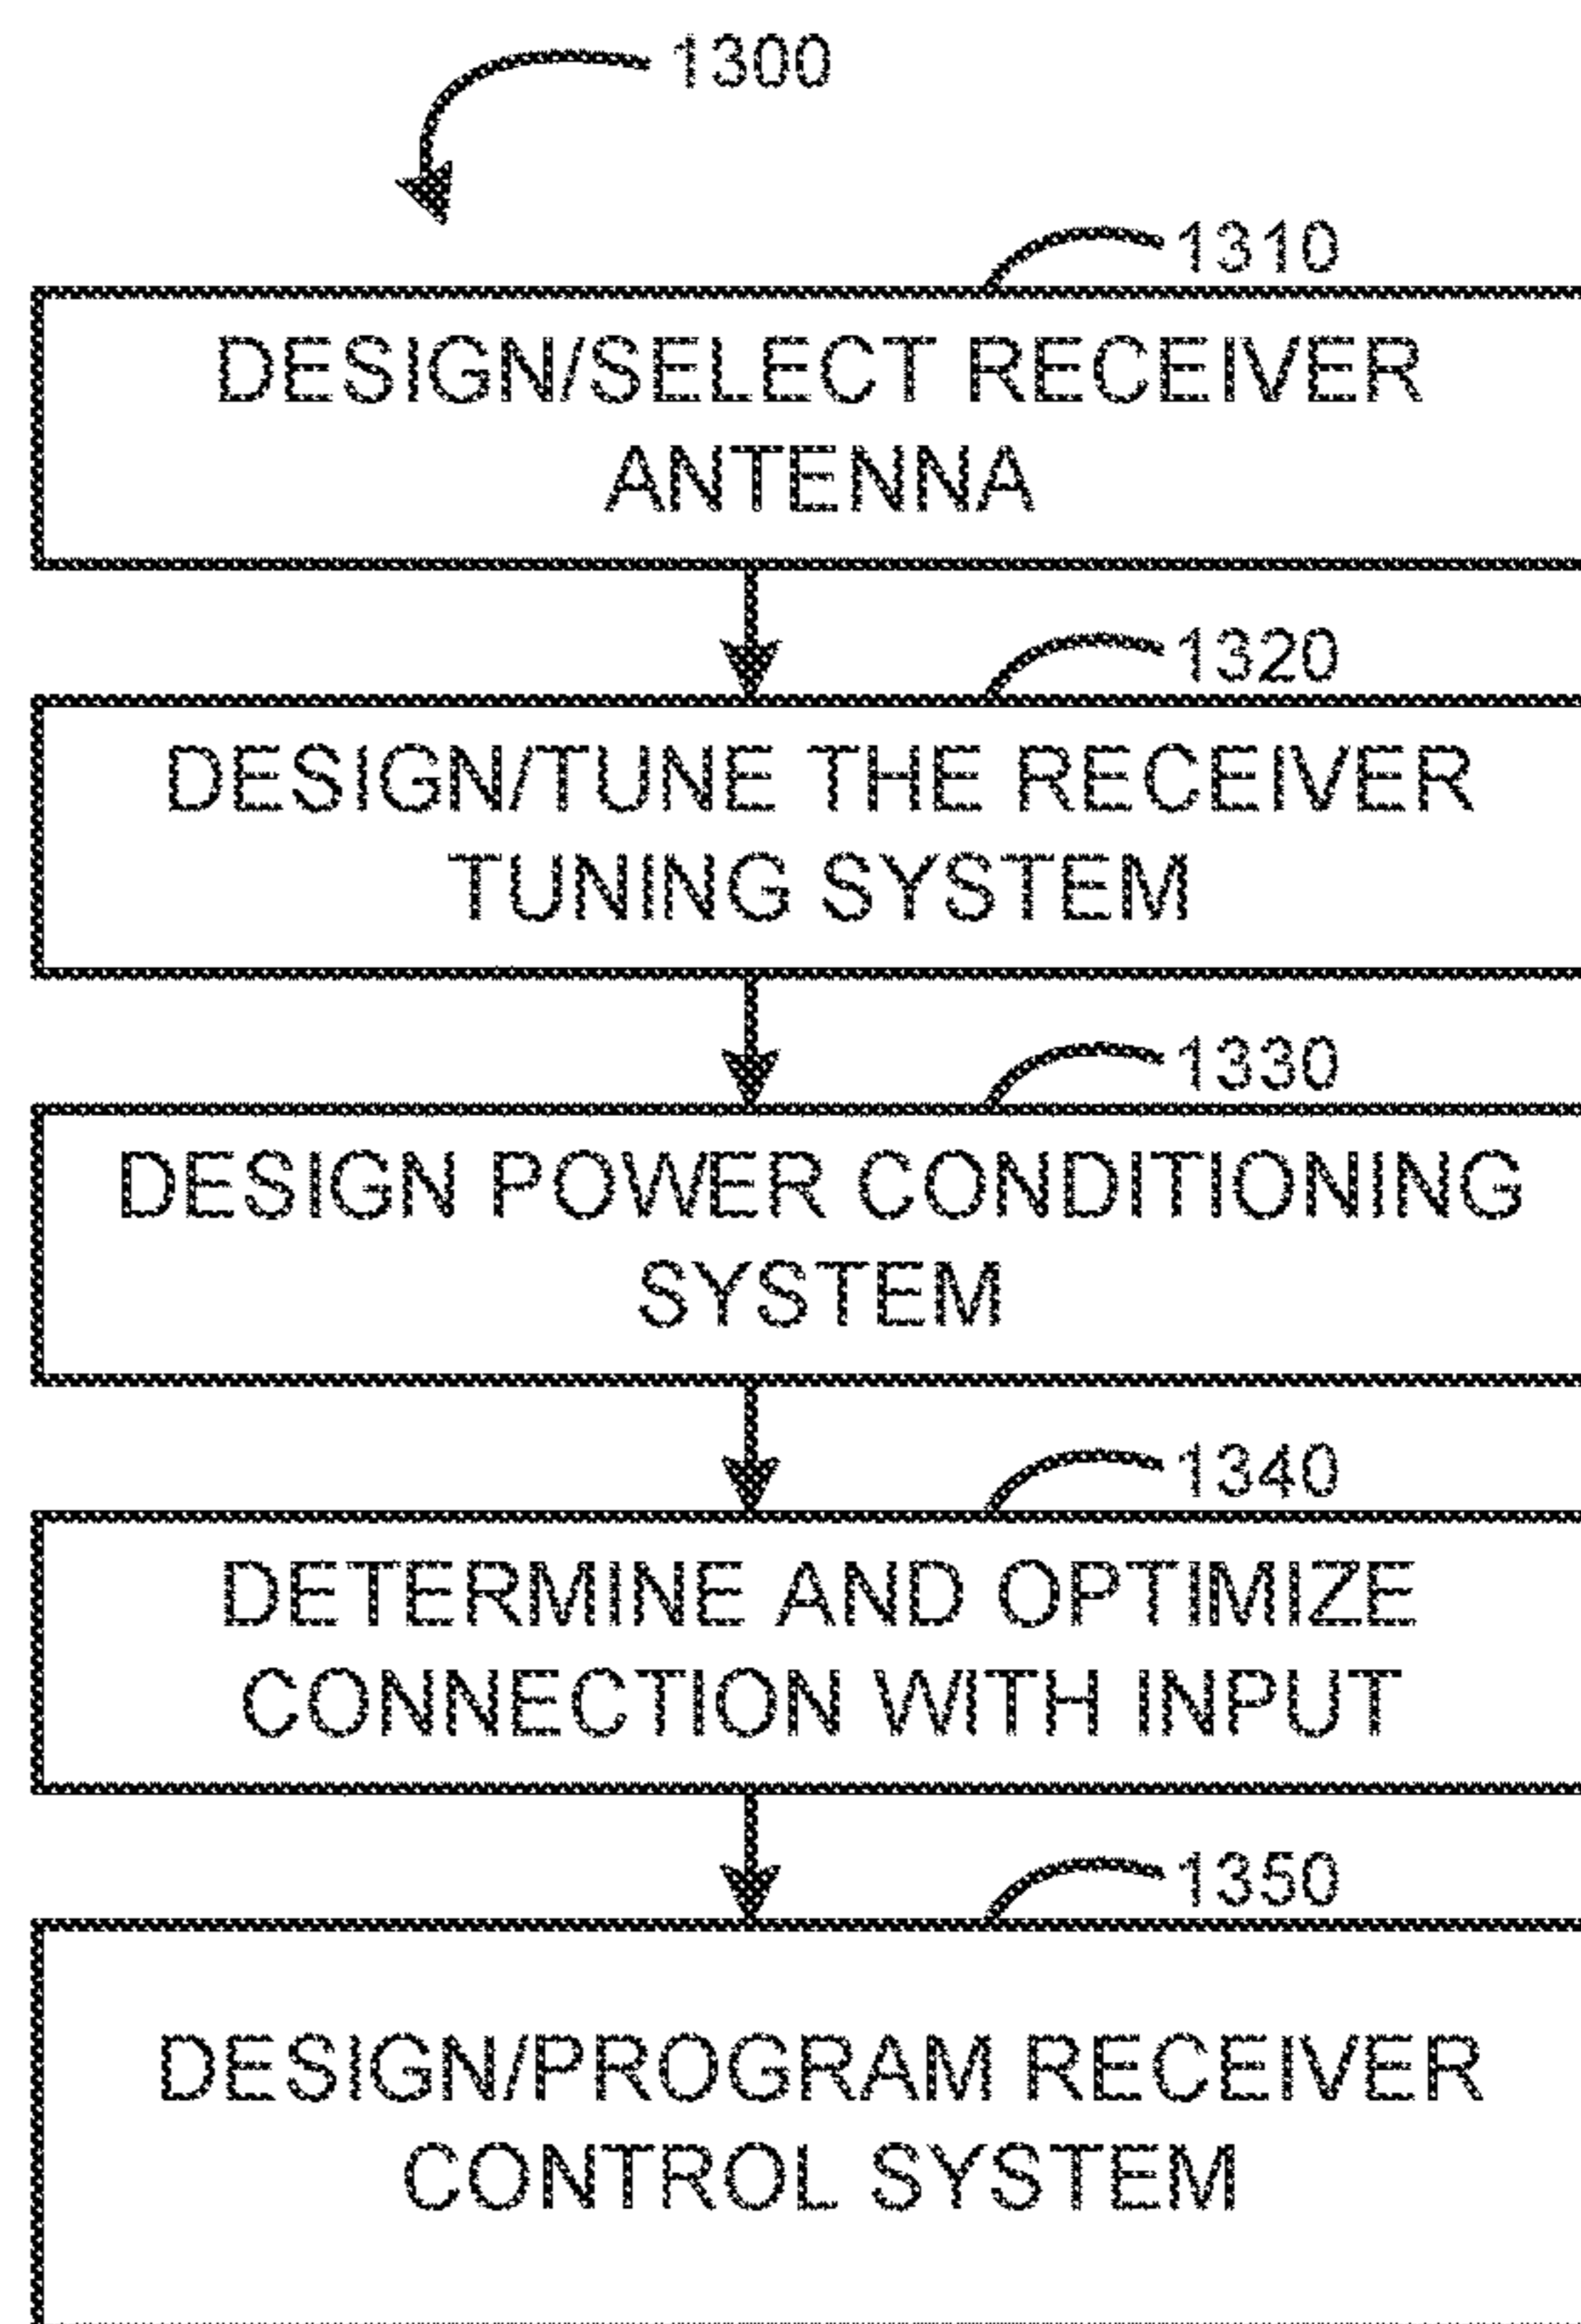 1300
1310
DESIGN/SELECT RECEIVER
ANTENNA
1320
DESIGN/TUNE THE RECEIVER
TUNING SYSTEM
1330
DESIGN POWER CONDITIONING
SYSTEM
1340
DETERMINE AND OPTIMIZE
CONNECTION WITH INPUT
1350
DESIGN/PROGRAM RECEIVER
CONTROL SYSTEM